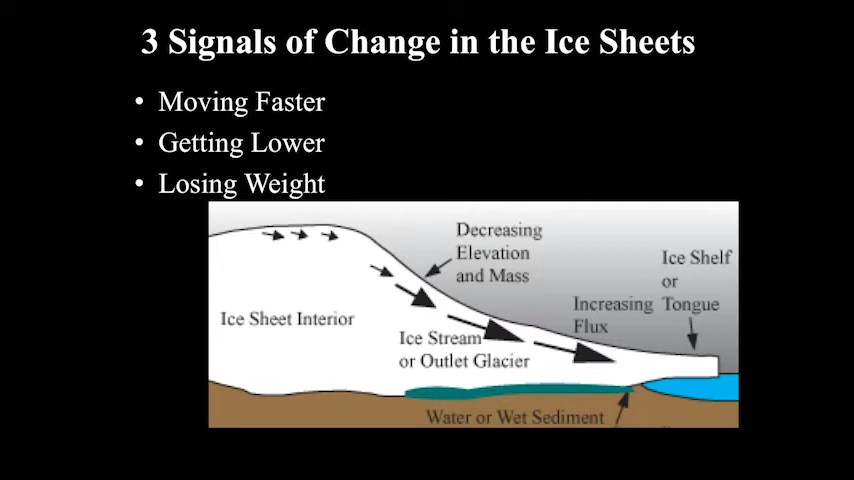 3 Signals of Change in the Ice Sheets
• Moving Faster
• Getting Lower
• Losing Weight
Decreasing
Elevation
and Mass
Ice Shelf
or
Tongue
Increasing
Flux
Ice Sheet Interior
Ice Stream
or Outlet Glacier
Water or Wet Sediment